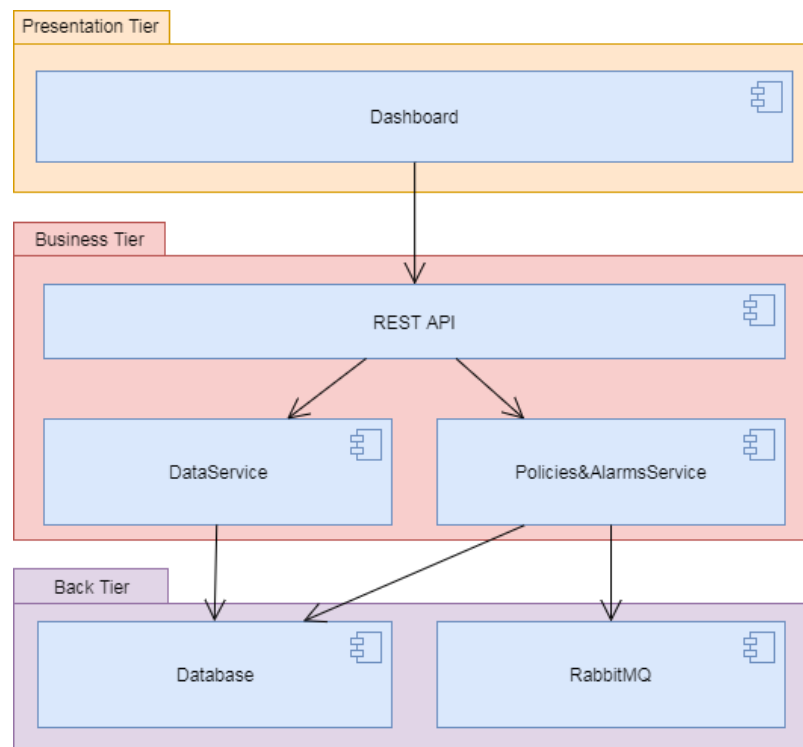 Presentation Tier
Dashboard
Business Tier
REST API
DataService
Policies&AlarmsService
Back Tier
Database
RabbitMQ